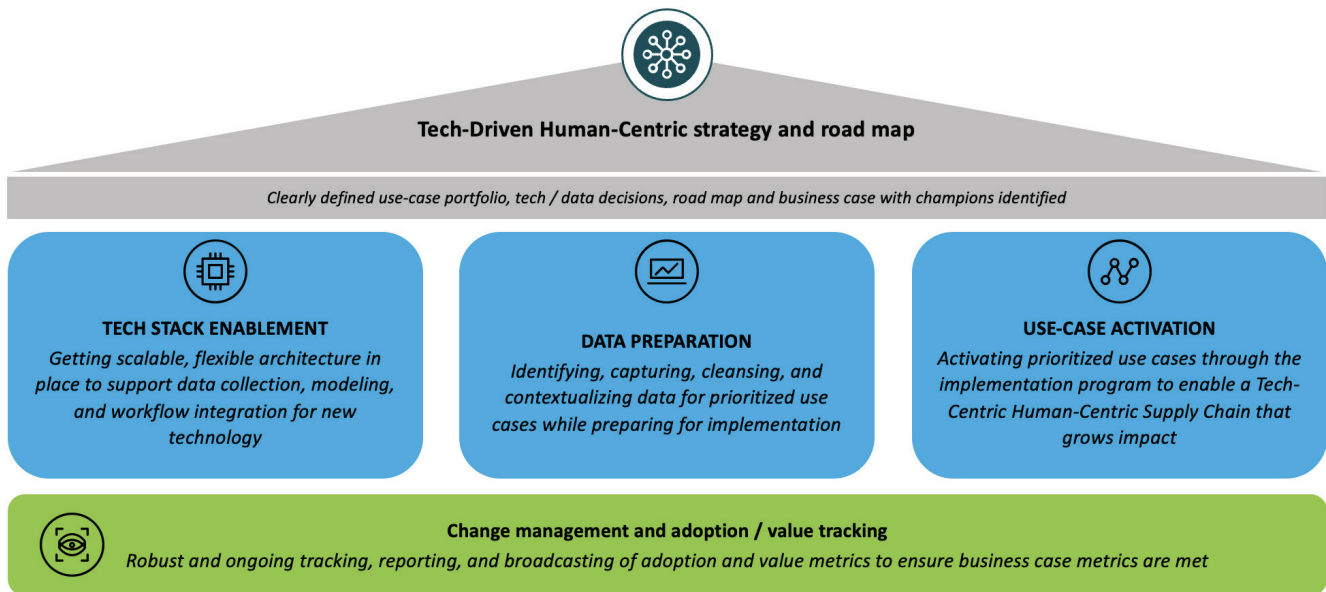 Tech-Driven Human-Centric strategy and road map
Clearly defined use-case portfolio, tech / data decisions, road map and business case with champions identified
TECH STACK ENABLEMENT
Getting scalable, flexible architecture in
place to support data collection, modeling,
and workflow integration for new
technology
DATA PREPARATION
Identifying, capturing, cleansing, and
contextualizing data for prioritized use
cases while preparing for implementation
USE-CASE ACTIVATION
Activating prioritized use cases through the
implementation program to enable a Tech-
Centric Human-Centric Supply Chain that
grows impact
Change management and adoption / value tracking
Robust and ongoing tracking, reporting, and broadcasting of adoption and value metrics to ensure business case metrics are met